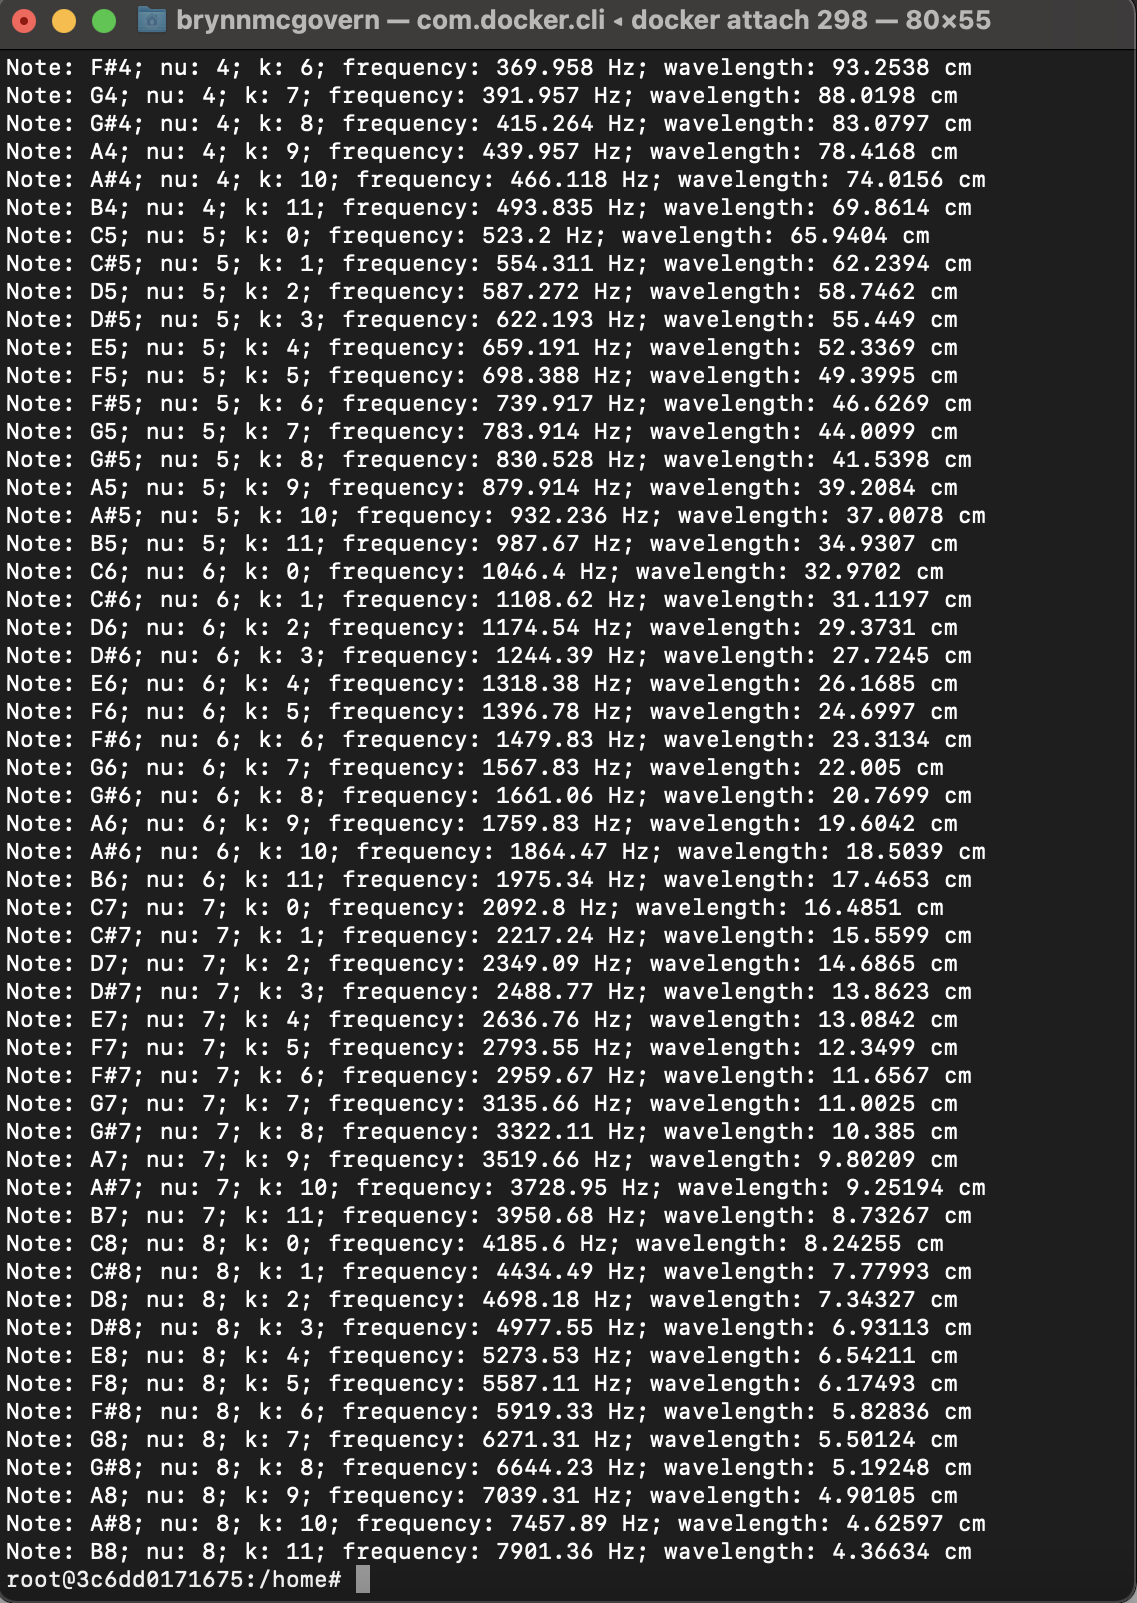 brynnmcgovern — com.docker.cli ◂ docker attach 298 — 80×55
Note: F#4; nu: 4; k: 6; frequency: 369.958 Hz; wavelength: 93.2538 cm
Note: G4; nu: 4; k: 7; frequency: 391.957 Hz; wavelength: 88.0198 cm
Note: G#4; nu: 4; k: 8; frequency: 415.264 Hz; wavelength: 83.0797 cm
Note: A4; nu: 4; k: 9; frequency: 439.957 Hz; wavelength: 78.4168 cm
Note: A#4; nu: 4; k: 10; frequency: 466.118 Hz; wavelength: 74.0156 cm
Note: B4; nu: 4; k: 11; frequency: 493.835 Hz; wavelength: 69.8614 cm
Note: C5; nu: 5; k: 0; frequency: 523.2 Hz; wavelength: 65.9404 cm
Note: C#5; nu: 5; k: 1; frequency: 554.311 Hz; wavelength: 62.2394 cm
Note: D5; nu: 5; k: 2; frequency: 587.272 Hz; wavelength: 58.7462 cm
Note: D#5; nu: 5; k: 3; frequency: 622.193 Hz; wavelength: 55.449 cm
Note: E5; nu: 5; k: 4; frequency: 659.191 Hz; wavelength: 52.3369 cm
Note: F5; nu: 5; k: 5; frequency: 698.388 Hz; wavelength: 49.3995 cm
Note: F#5; nu: 5; k: 6; frequency: 739.917 Hz; wavelength: 46.6269 cm
Note: G5; nu: 5; k: 7; frequency: 783.914 Hz; wavelength: 44.0099 cm
Note: G#5; nu: 5; k: 8; frequency: 830.528 Hz; wavelength: 41.5398 cm
Note: A5; nu: 5; k: 9; frequency: 879.914 Hz; wavelength: 39.2084 cm
Note: A#5; nu: 5; k: 10; frequency: 932.236 Hz; wavelength: 37.0078 cm
Note: B5; nu: 5; k: 11; frequency: 987.67 Hz; wavelength: 34.9307 cm
Note: C6; nu: 6; k: 0; frequency: 1046.4 Hz; wavelength: 32.9702 cm
Note: C#6; nu: 6; k: 1; frequency: 1108.62 Hz; wavelength: 31.1197 cm
Note: D6; nu: 6; k: 2; frequency: 1174.54 Hz; wavelength: 29.3731 cm
Note: D#6; nu: 6; k: 3; frequency: 1244.39 Hz; wavelength: 27.7245 cm
Note: E6; nu: 6; k: 4; frequency: 1318.38 Hz; wavelength: 26.1685 cm
Note: F6; nu: 6; k: 5; frequency: 1396.78 Hz; wavelength: 24.6997 cm
Note: F#6; nu: 6; k: 6; frequency: 1479.83 Hz; wavelength: 23.3134 cm
Note: G6; nu: 6; k: 7; frequency: 1567.83 Hz; wavelength: 22.005 cm
Note: G#6; nu: 6; k: 8; frequency: 1661.06 Hz; wavelength: 20.7699 cm
Note: A6; nu: 6; k: 9; frequency: 1759.83 Hz; wavelength: 19.6042 cm
Note: A#6; nu: 6; k: 10; frequency: 1864.47 Hz; wavelength: 18.5039 cm
Note: B6; nu: 6; k: 11; frequency: 1975.34 Hz; wavelength: 17.4653 cm
Note: C7; nu: 7; k: 0; frequency: 2092.8 Hz; wavelength: 16.4851 cm
Note: C#7; nu: 7; k: 1; frequency: 2217.24 Hz; wavelength: 15.5599 cm
Note: D7; nu: 7; k: 2; frequency: 2349.09 Hz; wavelength: 14.6865 cm
Note: D#7; nu: 7; k: 3; frequency: 2488.77 Hz; wavelength: 13.8623 cm
Note: E7; nu: 7; k: 4; frequency: 2636.76 Hz; wavelength: 13.0842 cm
Note: F7; nu: 7; k: 5; frequency: 2793.55 Hz; wavelength: 12.3499 cm
Note: F#7; nu: 7; k: 6; frequency: 2959.67 Hz; wavelength: 11.6567 cm
Note: G7; nu: 7; k: 7; frequency: 3135.66 Hz; wavelength: 11.0025 cm
Note: G#7; nu: 7; k: 8; frequency: 3322.11 Hz; wavelength: 10.385 cm
Note: A7; nu: 7; k: 9; frequency: 3519.66 Hz; wavelength: 9.80209 cm
Note: A#7; nu: 7; k: 10; frequency: 3728.95 Hz; wavelength: 9.25194 cm
Note: B7; nu: 7; k: 11; frequency: 3950.68 Hz; wavelength: 8.73267 cm
Note: C8; nu: 8; k: 0; frequency: 4185.6 Hz; wavelength: 8.24255 cm
Note: C#8; nu: 8; k: 1; frequency: 4434.49 Hz; wavelength: 7.77993 cm
Note: D8; nu: 8; k: 2; frequency: 4698.18 Hz; wavelength: 7.34327 cm
Note: D#8; nu: 8; k: 3; frequency: 4977.55 Hz; wavelength: 6.93113 cm
Note: E8; nu: 8; k: 4; frequency: 5273.53 Hz; wavelength: 6.54211 cm
Note: F8; nu: 8; k: 5; frequency: 5587.11 Hz; wavelength: 6.17493 cm
Note: F#8; nu: 8; k: 6; frequency: 5919.33 Hz; wavelength: 5.82836 cm
Note: G8; nu: 8; k: 7; frequency: 6271.31 Hz; wavelength: 5.50124 cm
Note: G#8; nu: 8; k: 8; frequency: 6644.23 Hz; wavelength: 5.19248 cm
Note: A8; nu: 8; k: 9; frequency: 7039.31 Hz; wavelength: 4.90105 cm
Note: A#8; nu: 8; k: 10; frequency: 7457.89 Hz; wavelength: 4.62597 cm
Note: B8; nu: 8; k: 11; frequency: 7901.36 Hz; wavelength: 4.36634 cm
root@3c6dd0171675:/home#